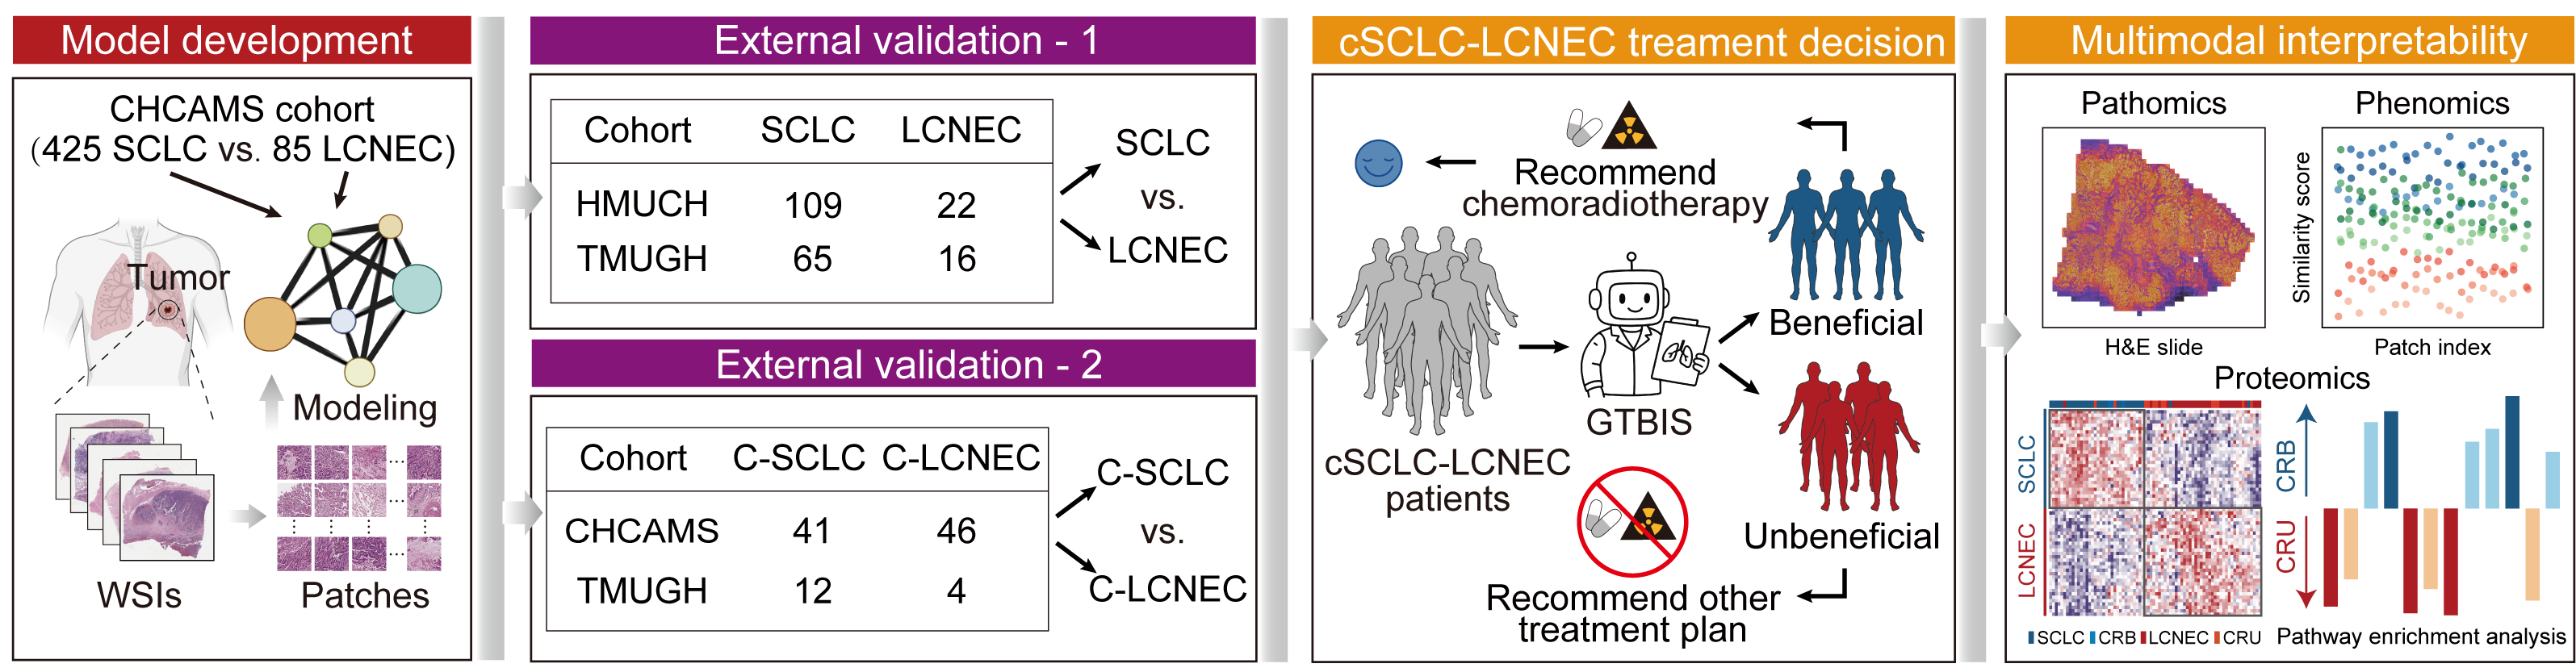 Model development
CHCAMS cohort
(425 SCLC vs. 85 LCNEC)
Tumor
Modeling
WSIs
Patches
External validation - 1
Cohort SCLC LCNEC
HMUCH 109 22
TMUGH 65 16
SCLC
vs.
LCNEC
External validation - 2
Cohort C-SCLC C-LCNEC
CHCAMS 41 46
TMUGH 12 4
C-SCLC
vs.
C-LCNEC
cSCLC-LCNEC treament decision
Recommend
chemoradiotherapy
Beneficial
GTBIS
cSCLC-LCNEC
patients
Unbeneficial
Recommend other
treatment plan
Multimodal interpretability
Pathomics
H&E slide
Phenomics
Similarity score
Patch index
Proteomics
SCLC
LCNEC
SCLC CRB LCNEC CRU
CRB
CRU
Pathway enrichment analysis